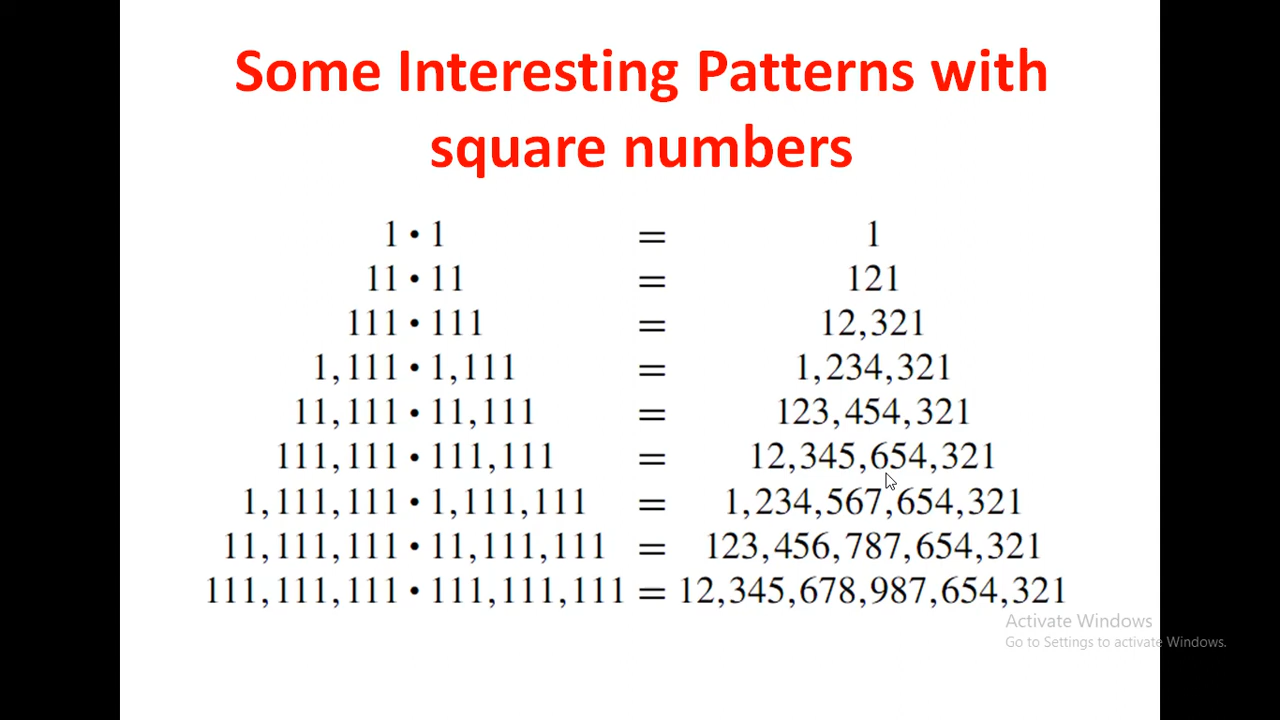 Some Interesting Patterns with
square numbers
1 • 1 = 1
11 • 11 = 121
111 • 111 = 12,321
1,111 • 1,111 = 1,234,321
11,111 • 11,111 = 123,454,321
111,111 • 111,111 = 12,345,654,321
1,111,111 • 1,111,111 = 1,234,567,654,321
11,111,111 • 11,111,111 = 123,456,787,654,321
111,111,111 • 111,111,111 = 12,345,678,987,654,321
Activate Windows
Go to Settings to activate Windows.